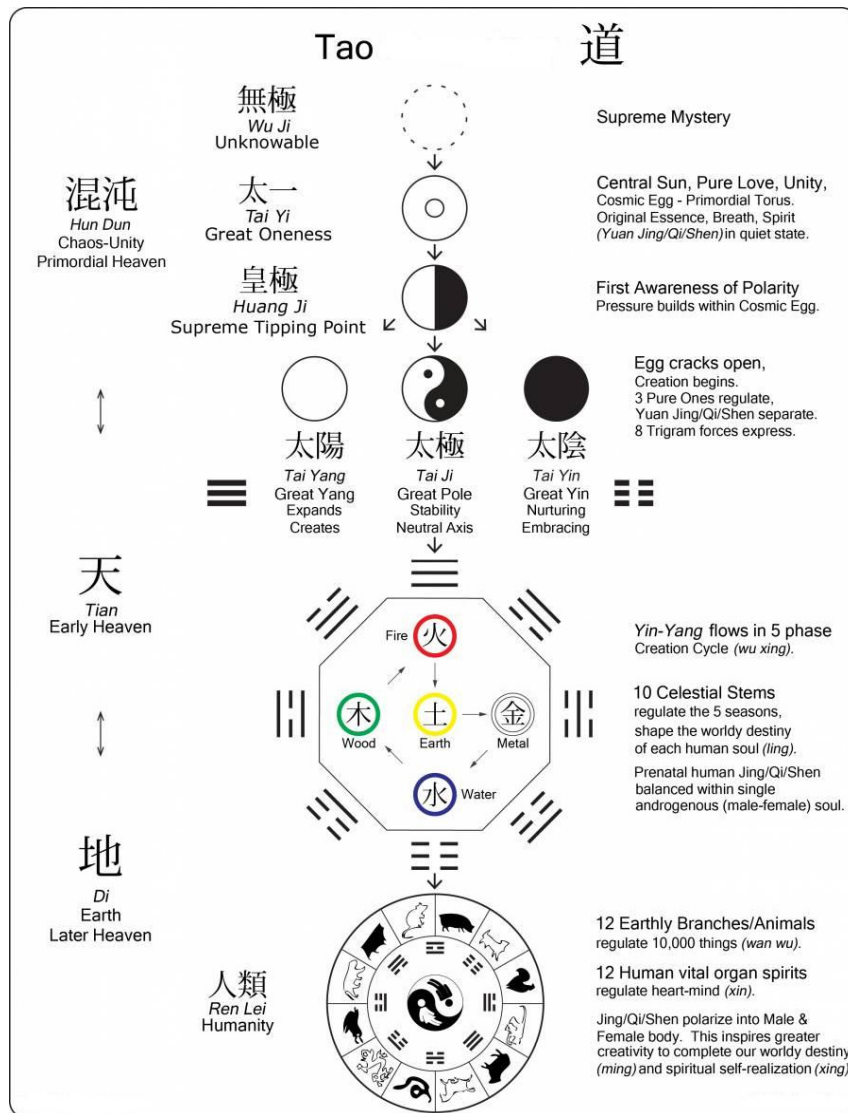 Tao 道
無極
Wu Ji
Unknowable
Supreme Mystery
混沌
Hun Dun
Chaos-Unity
Primordial Heaven
太一
Tai Yi
Great Oneness
Central Sun, Pure Love, Unity,
Cosmic Egg - Primordial Torus.
Original Essence, Breath, Spirit
(Yuan Jing/Qi/Shen) in quiet state.
皇極
Huang Ji
Supreme Tipping Point
First Awareness of Polarity
Pressure builds within Cosmic Egg.
Egg cracks open,
Creation begins.
3 Pure Ones regulate,
Yuan Jing/Qi/Shen separate.
8 Trigram forces express.
太陽
Tai Yang
Great Yang
Expands
Creates
太極
Tai Ji
Great Pole
Stability
Neutral Axis
太陰
Tai Yin
Great Yin
Nurturing
Embracing
天
Tian
Early Heaven
Fire 火
木
Wood
土
Earth
金
Metal
水 Water
Yin-Yang flows in 5 phase
Creation Cycle (wu xing).
10 Celestial Stems
regulate the 5 seasons,
shape the worldy destiny
of each human soul (ling).
Prenatal human Jing/Qi/Shen
balanced within single
androgenous (male-female) soul.
地
Di
Earth
Later Heaven
人類
Ren Lei
Humanity
12 Earthly Branches/Animals
regulate 10,000 things (wan wu).
12 Human vital organ spirits
regulate heart-mind (xin).
Jing/Qi/Shen polarize into Male &
Female body. This inspires greater
creativity to complete our worldy destiny
(ming) and spiritual self-realization (xing)